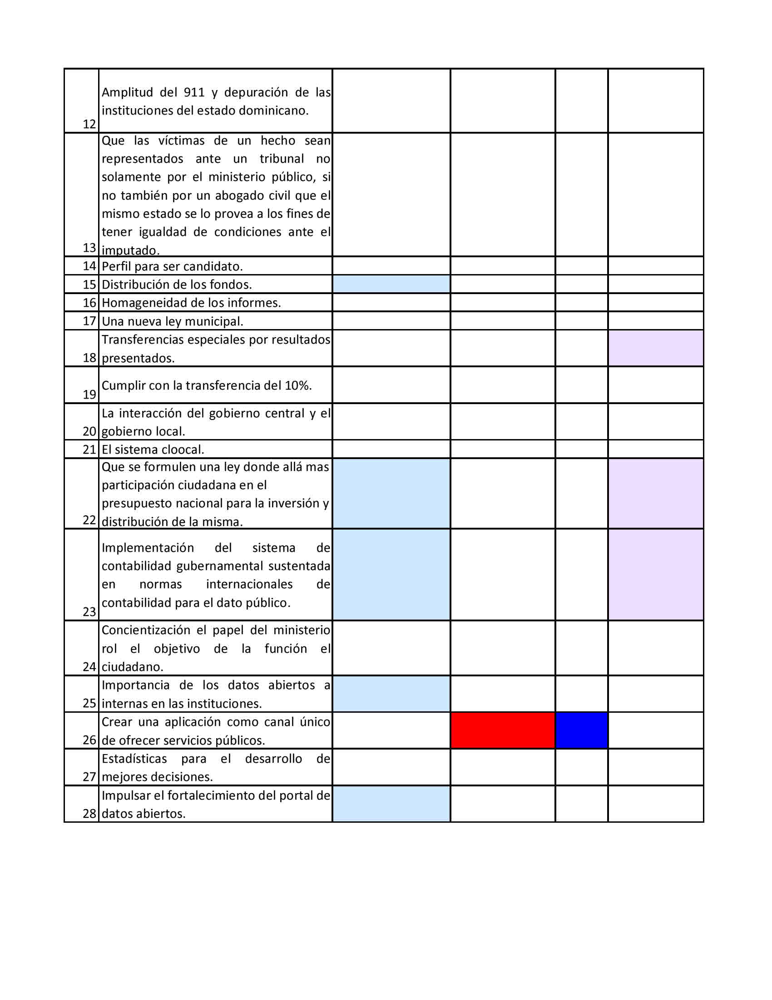 Amplitud del 911 y depuración de las
instituciones del estado dominicano.
12
Que las víctimas de un hecho sean
representados ante un tribunal no
solamente por el ministerio público, si
no también por un abogado civil que el
mismo estado se lo provea a los fines de
tener igualdad de condiciones ante el
13 imputado.
14 Perfil para ser candidato.
15 Distribución de los fondos.
16 Homageneidad de los informes.
17 Una nueva ley municipal.
Transferencias especiales por resultados
18 presentados.
Cumplir con la transferencia del 10%.
19
La interacción del gobierno central y el
20 gobierno local.
21 El sistema cloocal.
Que se formulen una ley donde allá mas
participación ciudadana en el
presupuesto nacional para la inversión y
22 distribución de la misma.
Implementación del sistema de
contabilidad gubernamental sustentada
en normas internacionales de
contabilidad para el dato público.
23
Concientización el papel del ministerio
rol el objetivo de la función el
24 ciudadano.
Importancia de los datos abiertos a
25 internas en las instituciones.
Crear una aplicación como canal único
26 de ofrecer servicios públicos.
Estadísticas para el desarrollo de
27 mejores decisiones.
Impulsar el fortalecimiento del portal de
28 datos abiertos.